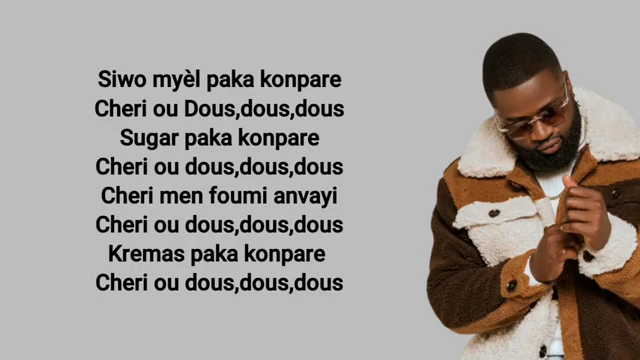 Siwo myèl paka konpare
Cheri ou Dous,dous,dous
Sugar paka konpare
Cheri ou dous,dous,dous
Cheri men foumi anvayi
Cheri ou dous,dous,dous
Kremas paka konpare
Cheri ou dous,dous,dous